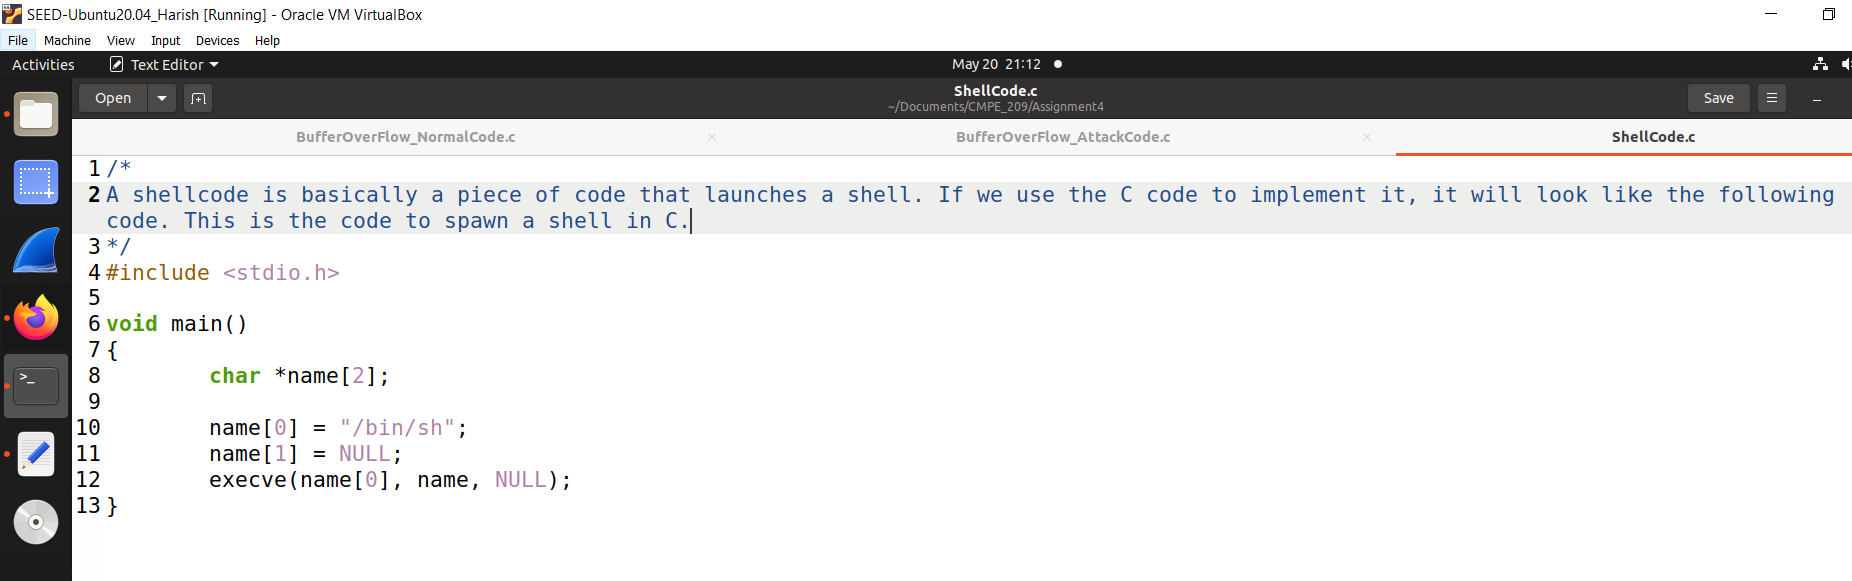 SEED-Ubuntu20.04_Harish [Running] - Oracle VM VirtualBox
File Machine View Input Devices Help
Activities Text Editor May 20 21:12
Open ShellCode.c Save
~/Documents/CMPE_209/Assignment4
BufferOverFlow_NormalCode.c × BufferOverFlow_AttackCode.c × ShellCode.c
1 /*
2 A shellcode is basically a piece of code that launches a shell. If we use the C code to implement it, it will look like the following
code. This is the code to spawn a shell in C.
3 */
4 #include <stdio.h>
5
6 void main()
7 {
8 char *name[2];
9
10 name[0] = "/bin/sh";
11 name[1] = NULL;
12 execve(name[0], name, NULL);
13 }